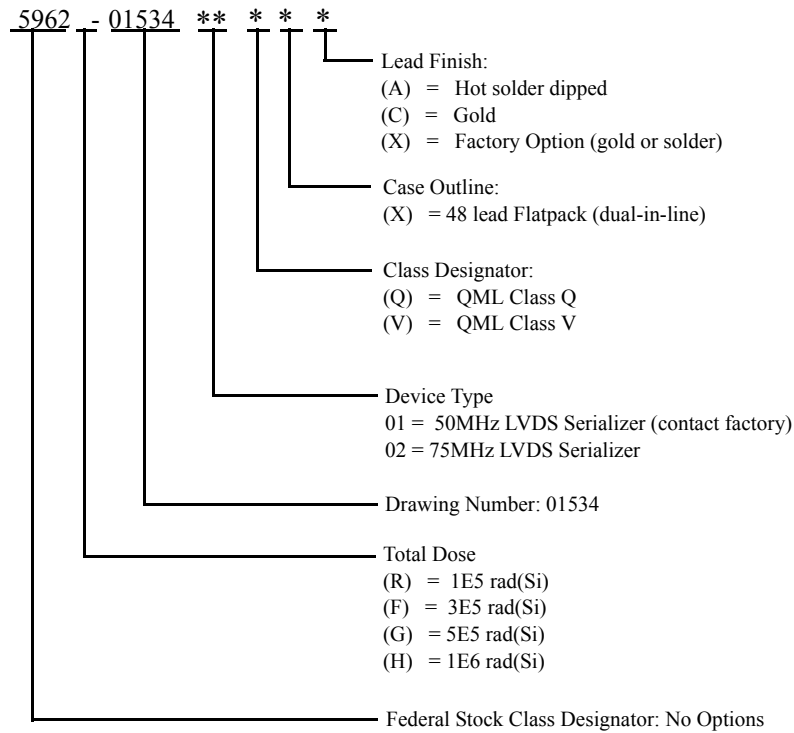 5962 - 01534 ** * * *
Lead Finish:
(A) = Hot solder dipped
(C) = Gold
(X) = Factory Option (gold or solder)
Case Outline:
(X) = 48 lead Flatpack (dual-in-line)
Class Designator:
(Q) = QML Class Q
(V) = QML Class V
Device Type
01 = 50MHz LVDS Serializer (contact factory)
02 = 75MHz LVDS Serializer
Drawing Number: 01534
Total Dose
(R) = 1E5 rad(Si)
(F) = 3E5 rad(Si)
(G) = 5E5 rad(Si)
(H) = 1E6 rad(Si)
Federal Stock Class Designator: No Options